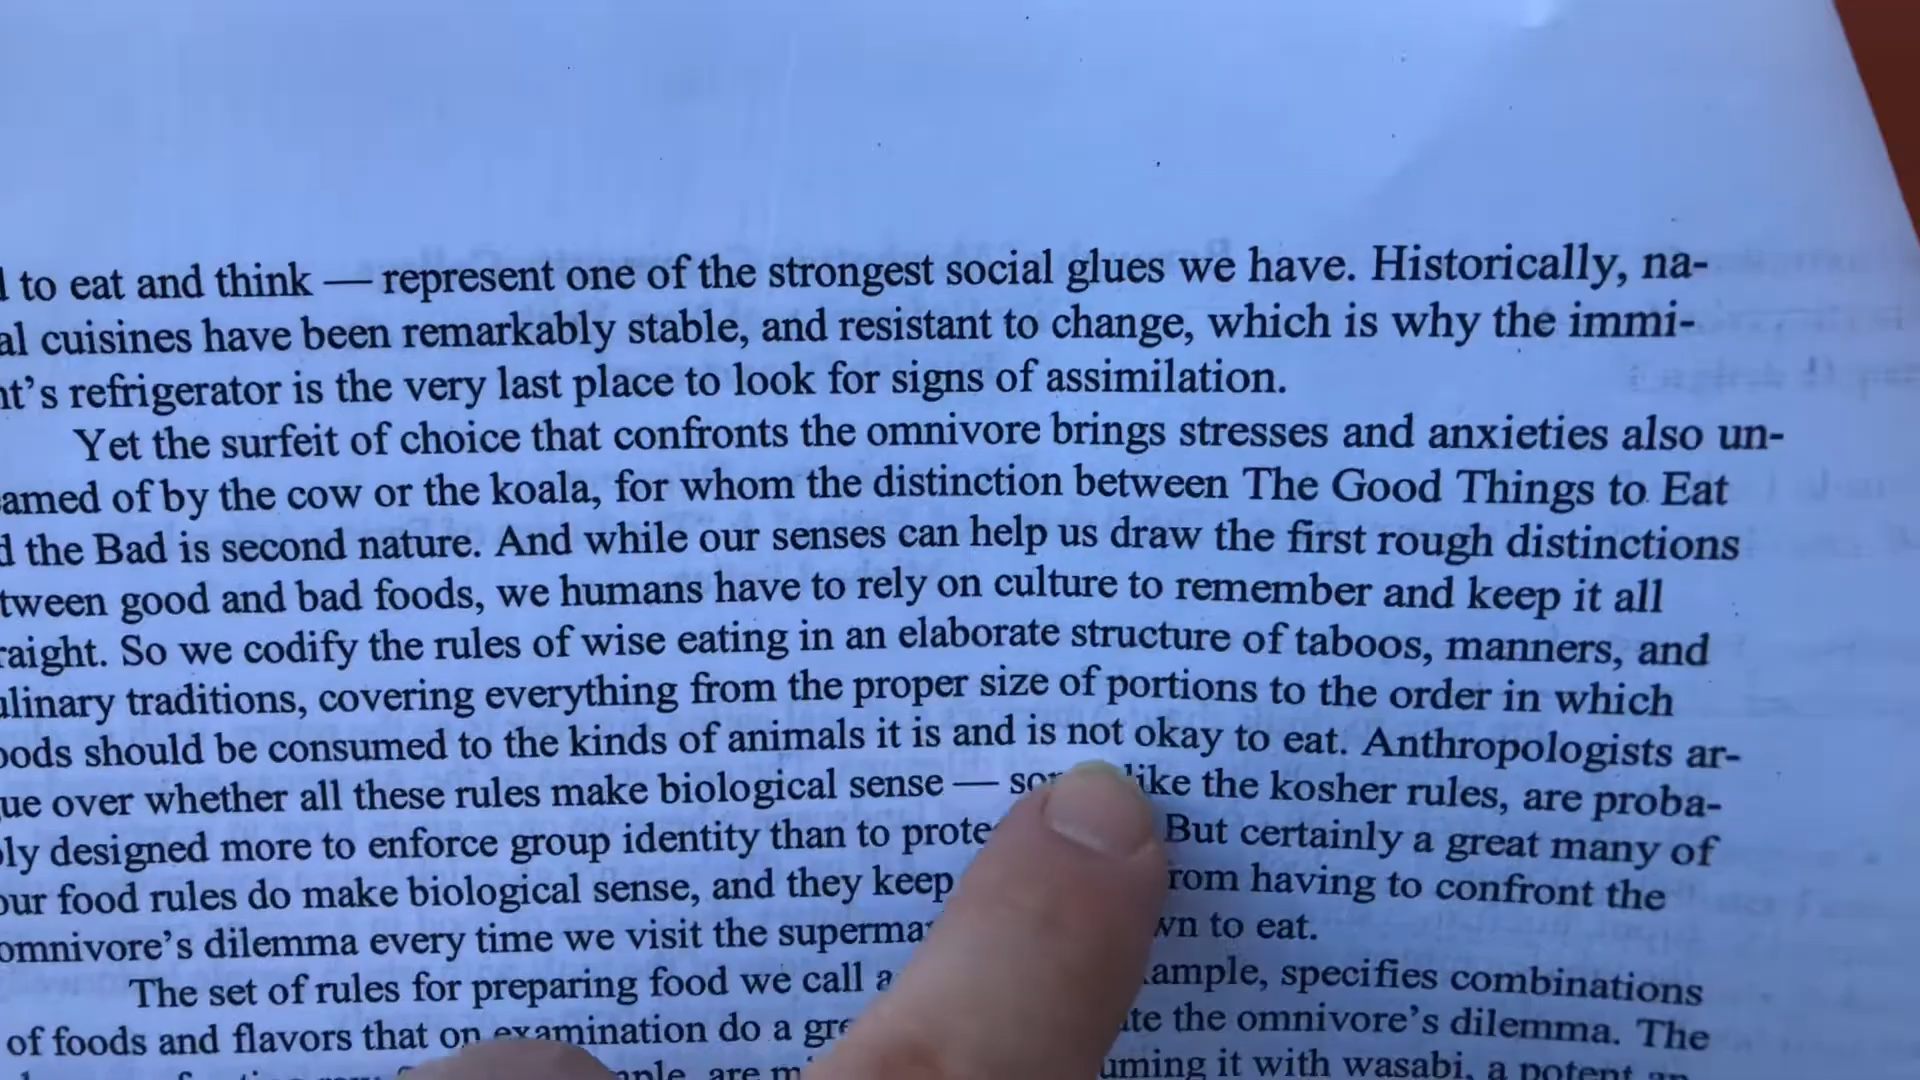 to eat and think — represent one of the strongest social glues we have. Historically, na-
al cuisines have been remarkably stable, and resistant to change, which is why the immi-
nt's refrigerator is the very last place to look for signs of assimilation.
Yet the surfeit of choice that confronts the omnivore brings stresses and anxieties also un-
amed of by the cow or the koala, for whom the distinction between The Good Things to Eat
d the Bad is second nature. And while our senses can help us draw the first rough distinctions
tween good and bad foods, we humans have to rely on culture to remember and keep it all
raight. So we codify the rules of wise eating in an elaborate structure of taboos, manners, and
ulinary traditions, covering everything from the proper size of portions to the order in which
oods should be consumed to the kinds of animals it is and is not okay to eat. Anthropologists ar-
ue over whether all these rules make biological sense — like the kosher rules, are proba-
ly designed more to enforce group identity than to prote But certainly a great many of
our food rules do make biological sense, and they keep rom having to confront the
omnivore's dilemma every time we visit the superma wn to eat.
The set of rules for preparing food we call a ample, specifies combinations
of foods and flavors that on examination do a gre te the omnivore's dilemma. The
are m uming it with wasabi, a potent